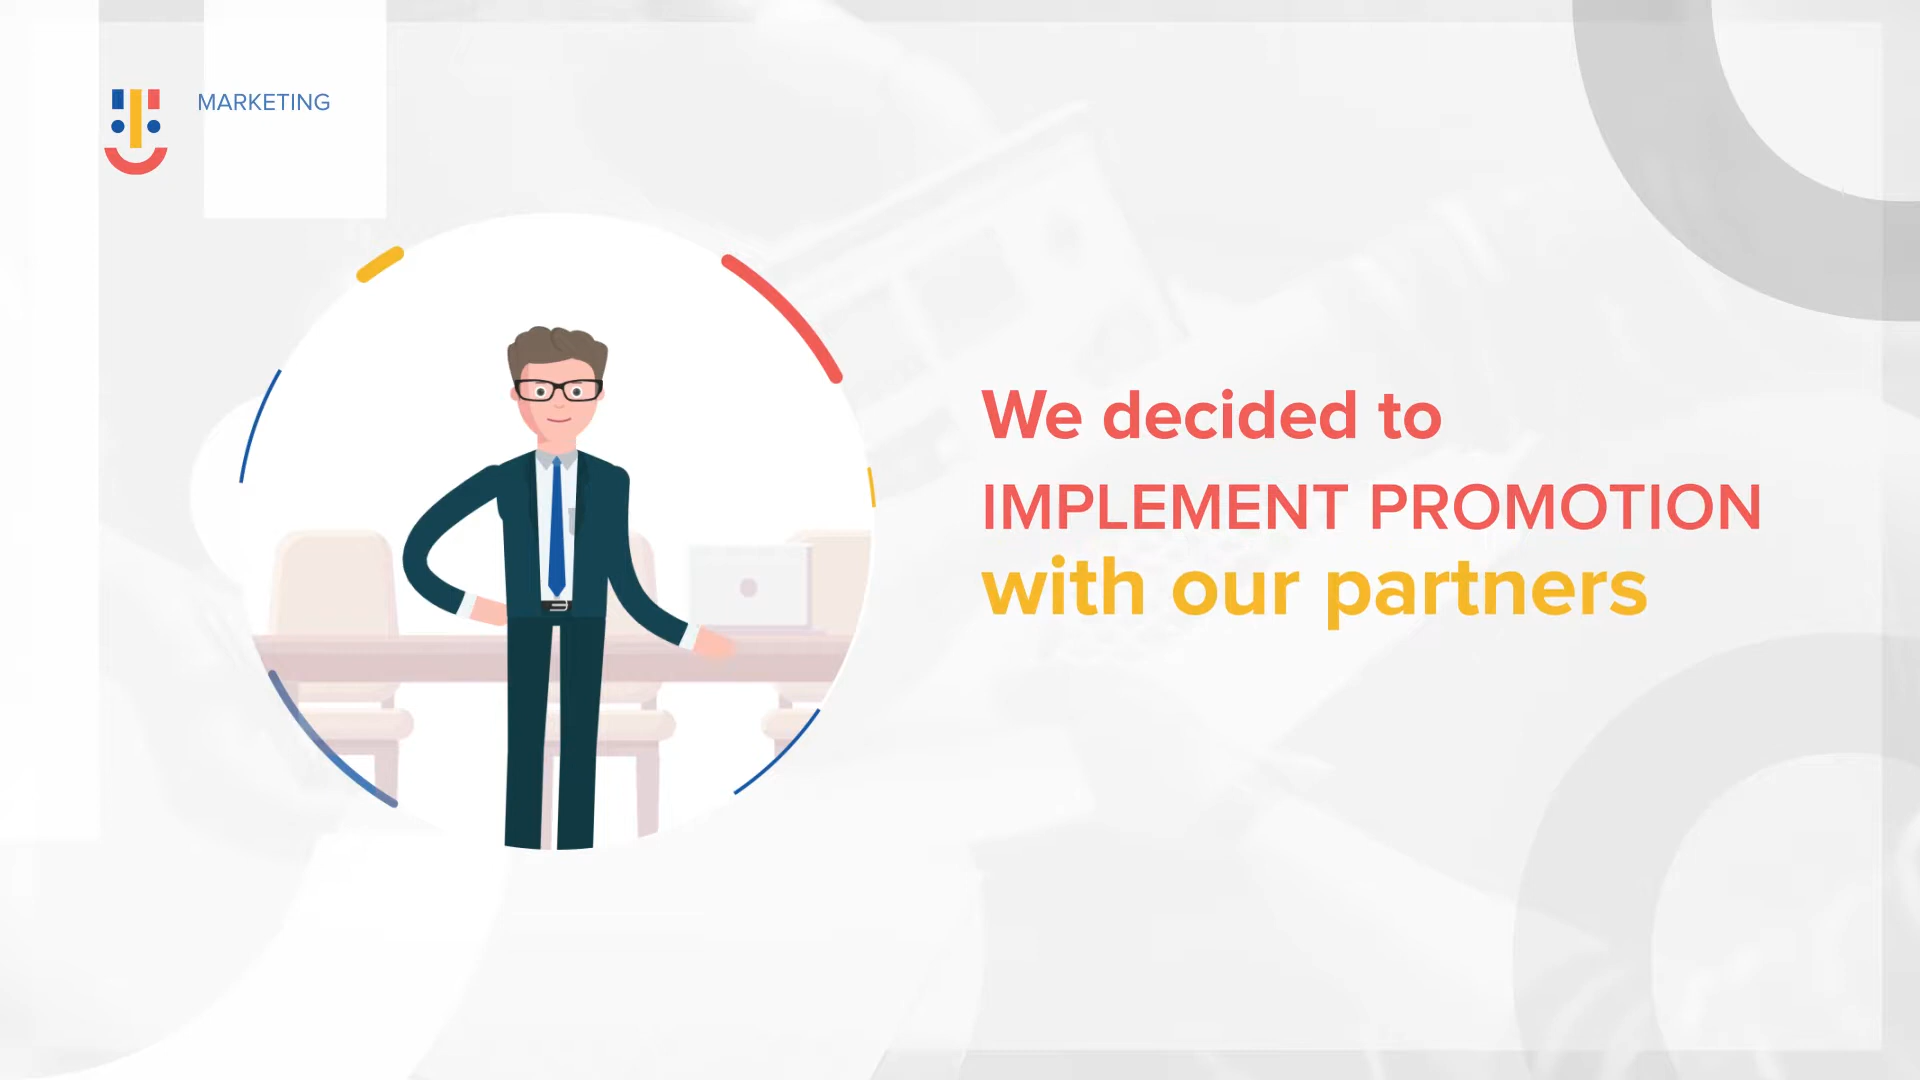 MARKETING
We decided to
IMPLEMENT PROMOTION
with our partners